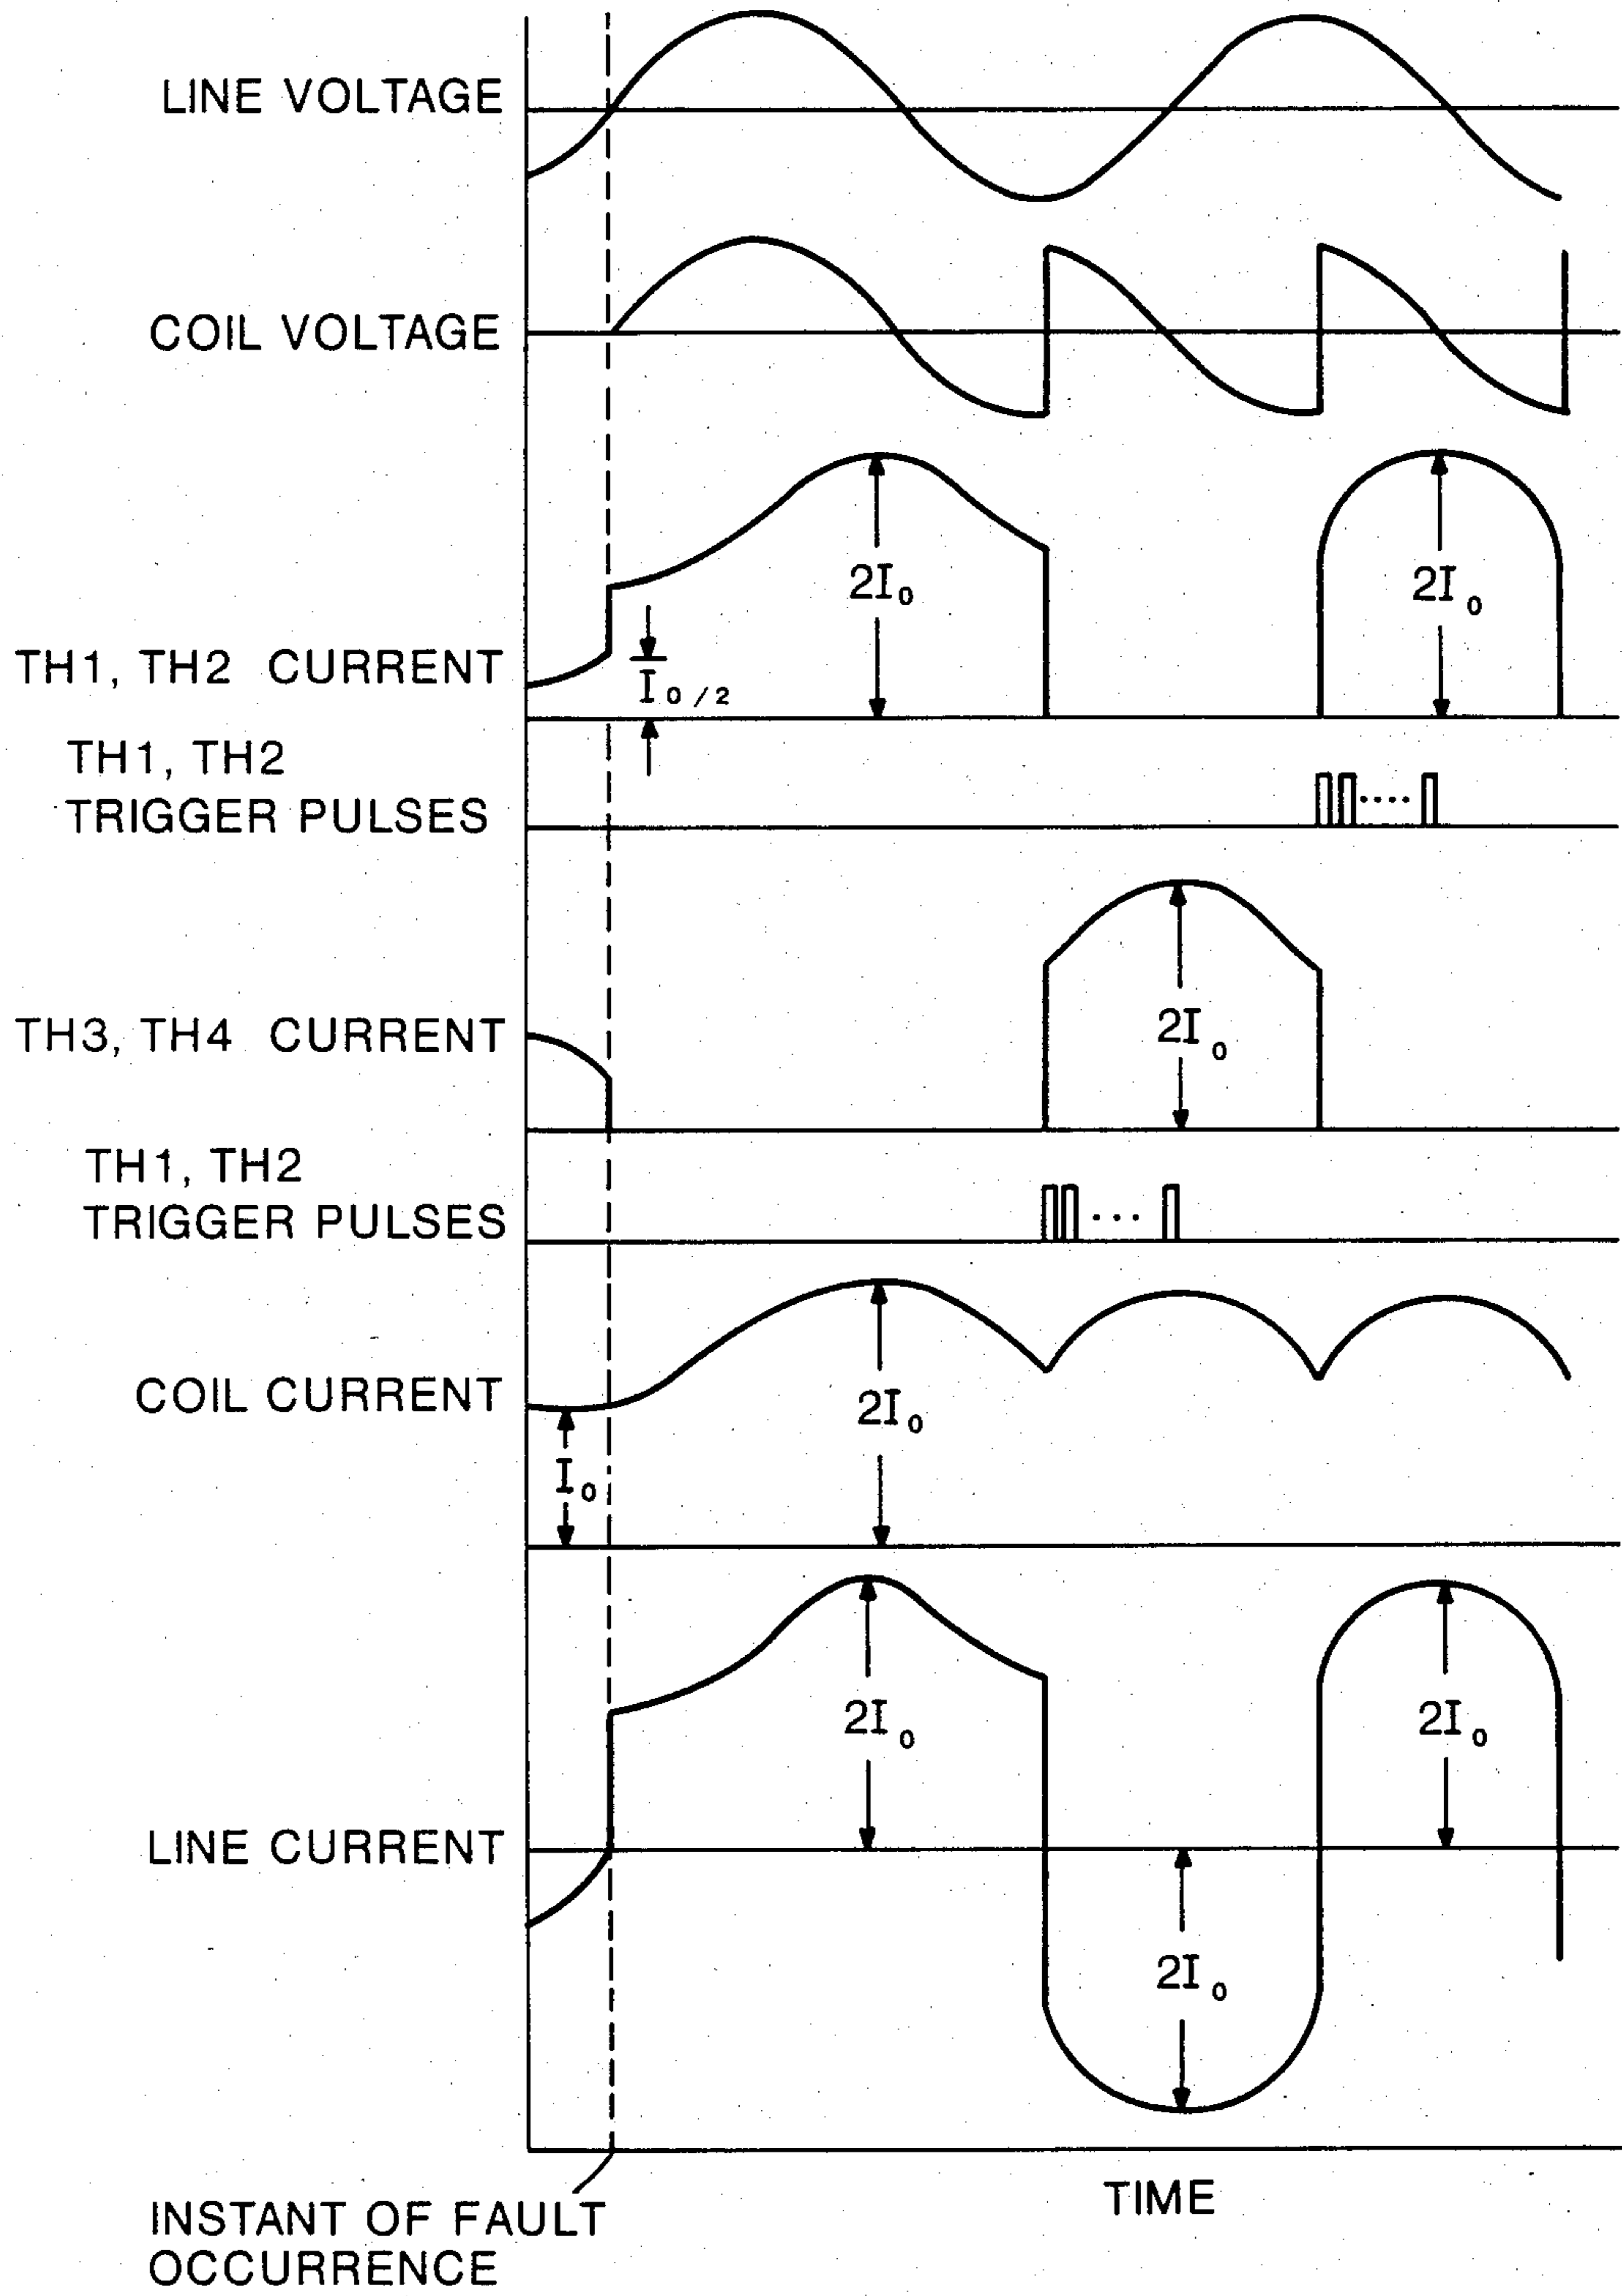 LINE VOLTAGE
COIL VOLTAGE
2I₀
2I₀
TH1, TH2 CURRENT
I₀/₂
TH1, TH2
TRIGGER PULSES
TH3, TH4 CURRENT
2I₀
TH1, TH2
TRIGGER PULSES
COIL CURRENT
2I₀
I₀
2I₀
2I₀
LINE CURRENT
2I₀
TIME
INSTANT OF FAULT
OCCURRENCE